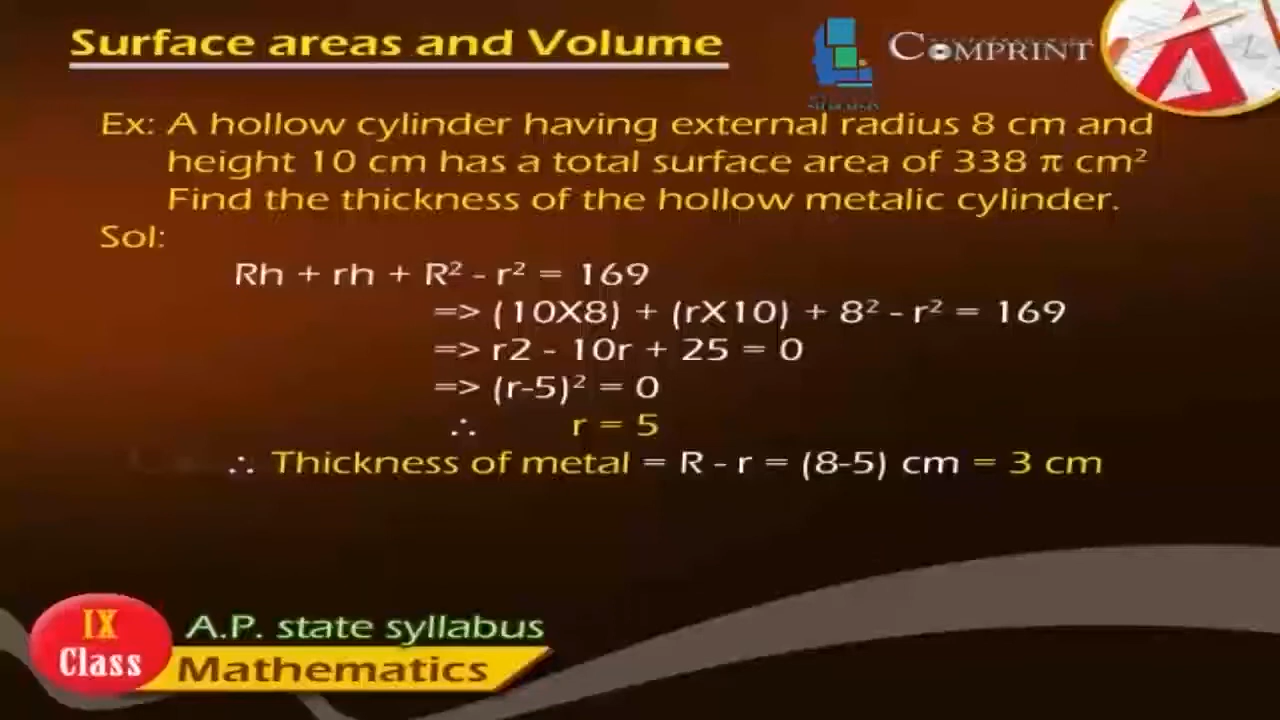 Surface areas and Volume
COMPRINT
Ex: A hollow cylinder having external radius 8 cm and
height 10 cm has a total surface area of 338 π cm²
Find the thickness of the hollow metalic cylinder.
Sol:
Rh + rh + R² - r² = 169
=> (10X8) + (rX10) + 8² - r² = 169
=> r2 - 10r + 25 = 0
=> (r-5)² = 0
∴ r = 5
∴ Thickness of metal = R - r = (8-5) cm = 3 cm
IX
Class
A.P. state syllabus
Mathematics